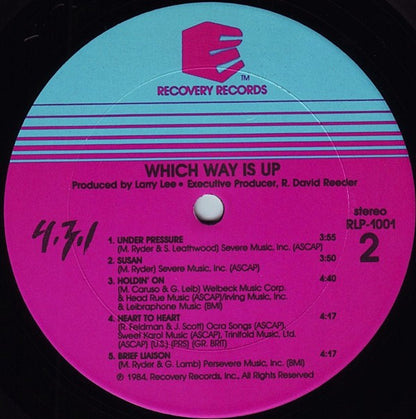 TM
RECOVERY RECORDS
WHICH WAY IS UP
Produced by Larry Lee • Executive Producer, R. David Reeder
stereo
RLP-1001
2
4.3.1
1. UNDER PRESSURE 3:55
(M. Ryder & S. Leathwood) Severe Music, Inc. (ASCAP)
2. SUSAN 3:50
(M. Ryder) Severe Music, Inc (ASCAP)
3. HOLDIN' ON 4:40
(M. Caruso & G. Leib) Welbeck Music Corp.
& Head Rue Music (ASCAP)/Irving Music, Inc.
& Leibraphone Music (BMI)
4. HEART TO HEART 4:17
(R. Feldman & J. Scott) Ocra Songs (ASCAP),
Sweet Karol Music (ASCAP), Trinifold Music, Ltd.
(ASCAP) (U.S.) (PRS) (GR. BRIT)
5. BRIEF LIAISON 4:17
(M. Ryder & G. Lamb) Persevere Music, Inc. (BMI)
℗ 1984, Recovery Records, Inc., All Rights Reserved